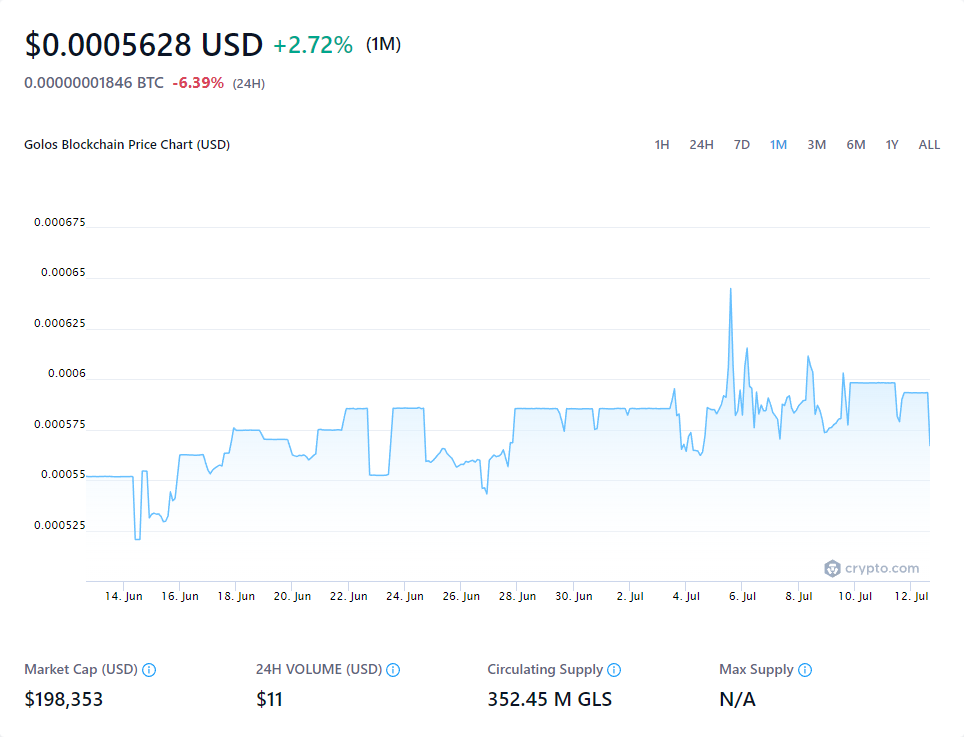 $0.0005628 USD +2.72% (1M)
0.00000001846 BTC -6.39% (24H)
Golos Blockchain Price Chart (USD) 1H 24H 7D 1M 3M 6M 1Y ALL
0.000675
0.00065
0.000625
0.0006
0.000575
0.00055
0.000525
crypto.com
14. Jun 16. Jun 18. Jun 20. Jun 22. Jun 24. Jun 26. Jun 28. Jun 30. Jun 2. Jul 4. Jul 6. Jul 8. Jul 10. Jul 12. Jul
Market Cap (USD) 24H VOLUME (USD) Circulating Supply Max Supply
$198,353 $11 352.45 M GLS N/A